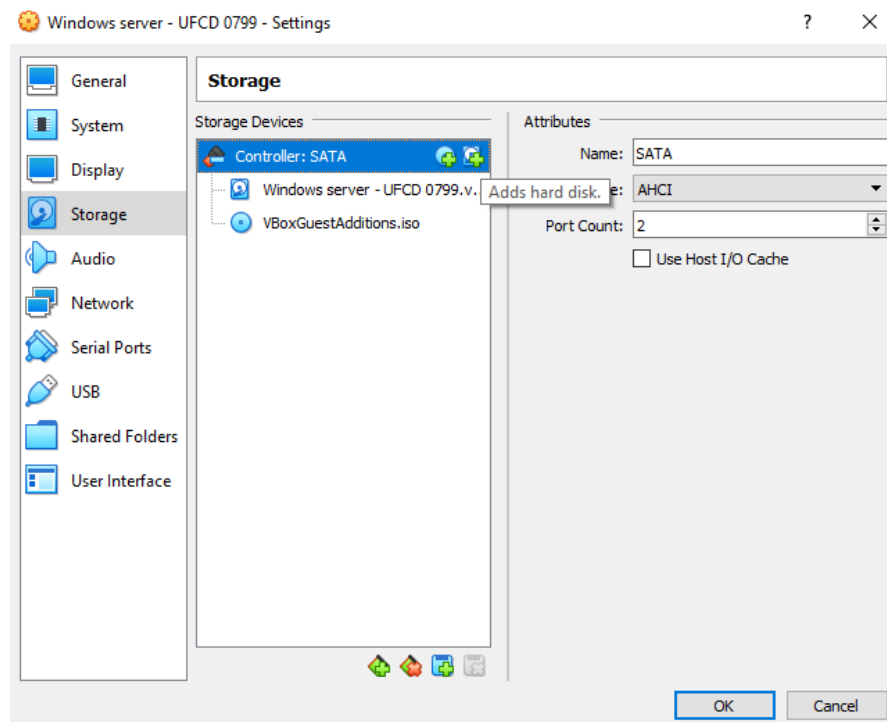 Windows server - UFCD 0799 - Settings
?
General
System
Display
Storage
Audio
Network
Serial Ports
USB
Shared Folders
User Interface
Storage
Storage Devices
Controller: SATA
Windows server - UFCD 0799.v...
VBoxGuestAdditions.iso
Adds hard disk.
Attributes
Name: SATA
e: AHCI
Port Count: 2
Use Host I/O Cache
OK
Cancel